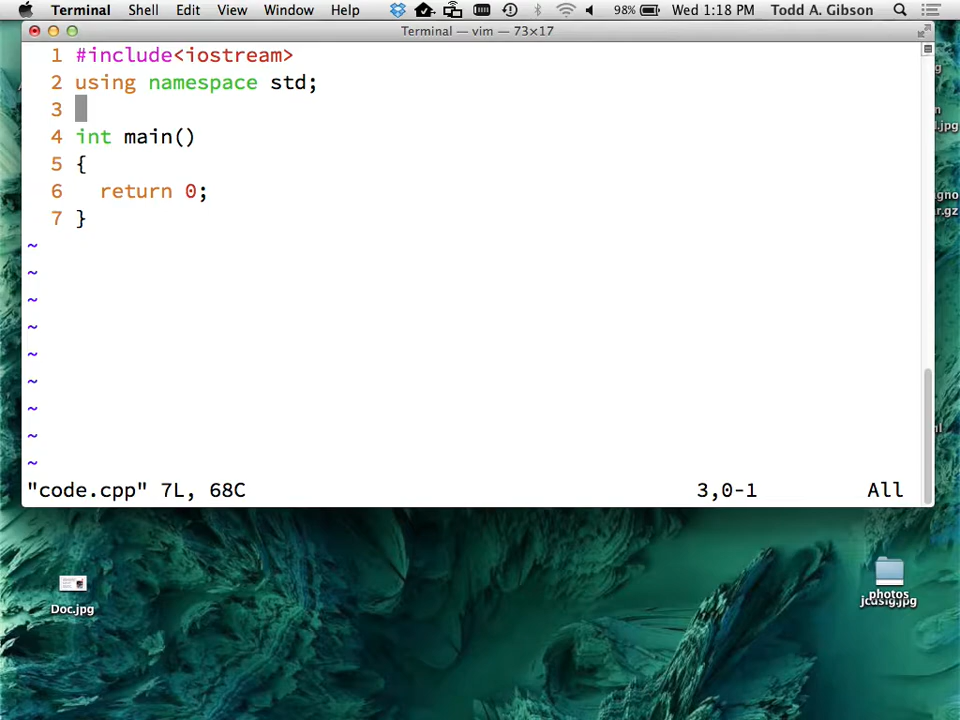 Terminal Shell Edit View Window Help 98% Wed 1:18 PM Todd A. Gibson
Terminal — vim — 73×17
1 #include<iostream>
2 using namespace std;
3
4 int main()
5 {
6   return 0;
7 }
~
~
~
~
~
~
~
~
~
"code.cpp" 7L, 68C 3,0-1 All
Doc.jpg
photos
jcdsig.jpg